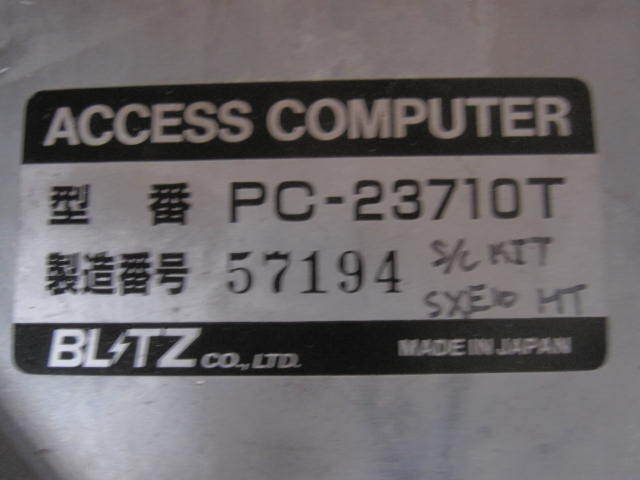 ACCESS COMPUTER
型番 PC-23710T
製造番号 57194 S/C KIT
SXE10 MT
BLITZ CO., LTD. MADE IN JAPAN